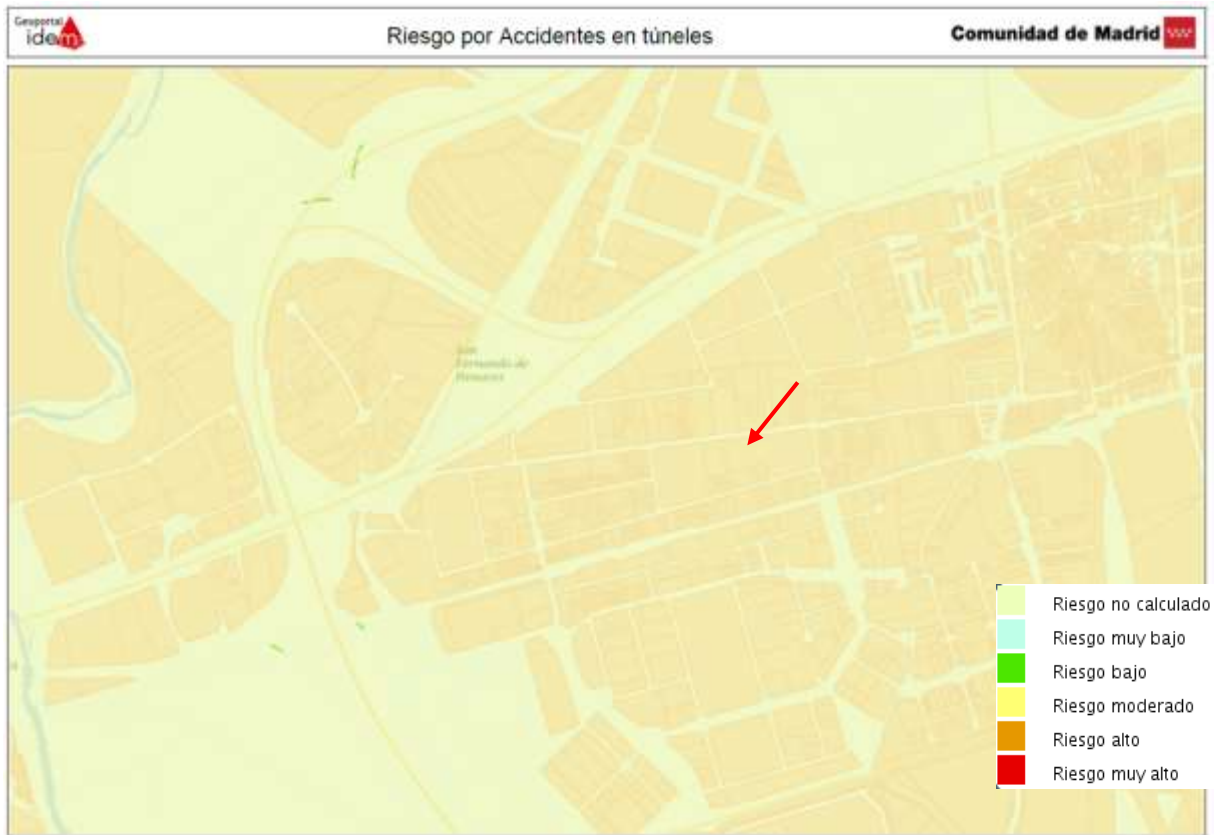 Geoportal
idem
Riesgo por Accidentes en túneles
Comunidad de Madrid
San
Fernando de
Henares
Riesgo no calculado
Riesgo muy bajo
Riesgo bajo
Riesgo moderado
Riesgo alto
Riesgo muy alto